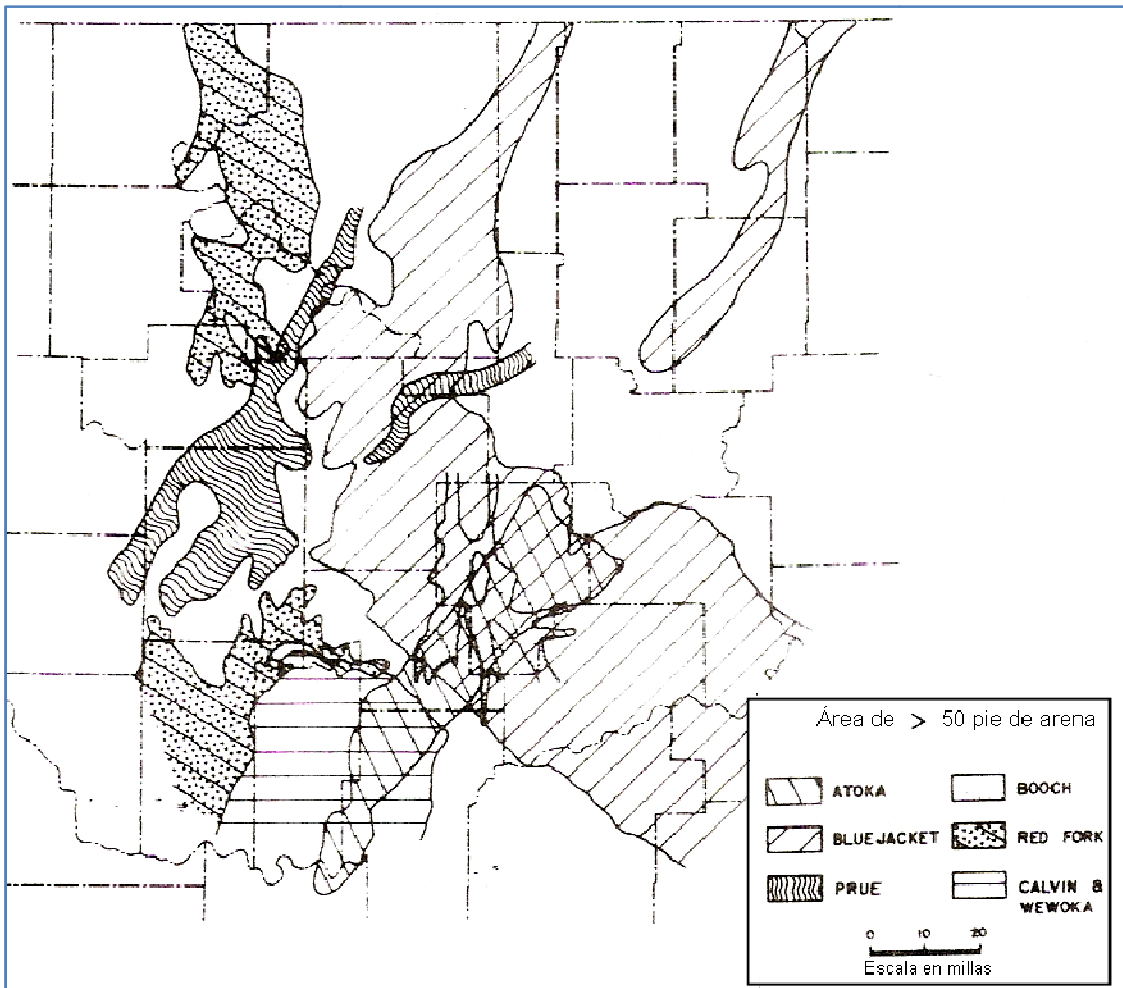 Área de > 50 pie de arena
ATOKA
BOOCH
BLUEJACKET
RED FORK
PRUE
CALVIN &
WEWOKA
0 10 20
Escala en millas